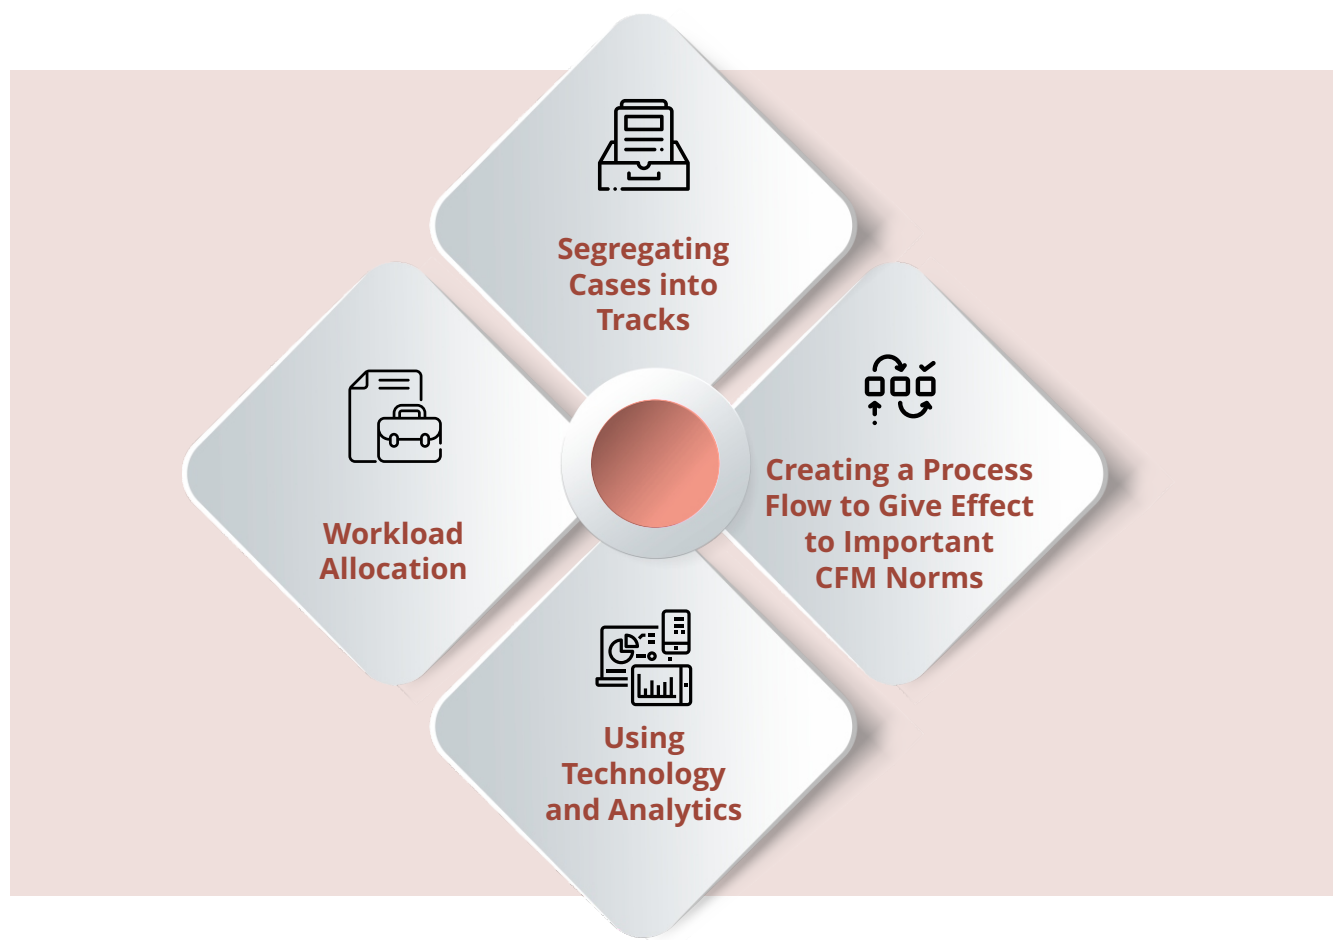 Segregating
Cases into
Tracks
Workload
Allocation
Creating a Process
Flow to Give Effect
to Important
CFM Norms
Using
Technology
and Analytics